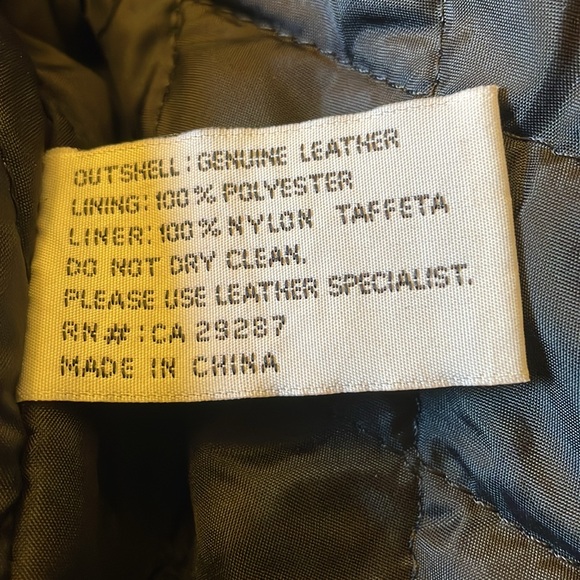 OUTSHELL: GENUINE LEATHER
LINING: 100% POLYESTER
LINER: 100% NYLON TAFFETA
DO NOT DRY CLEAN.
PLEASE USE LEATHER SPECIALIST.
RN#: CA 29287
MADE IN CHINA